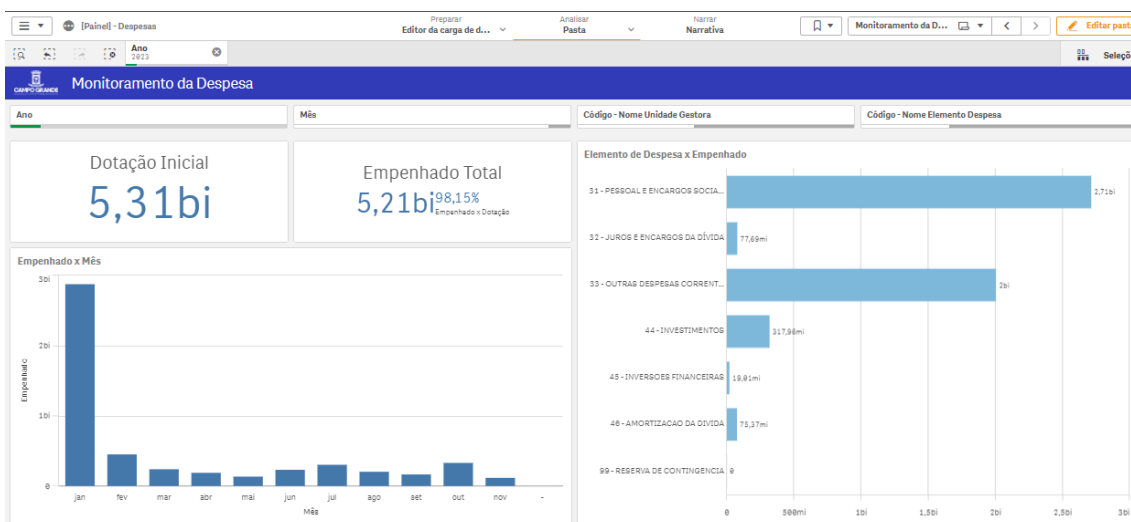 [Painel] - Despesas
Preparar
Editor da carga de d...
Analisar
Pasta
Narrar
Narrativa
Monitoramento da D...
Editar past
Ano
2023
Seleçõ
CAMPO GRANDE
Monitoramento da Despesa
Ano
Mês
Código - Nome Unidade Gestora
Código - Nome Elemento Despesa
Dotação Inicial
5,31bi
Empenhado Total
5,21bi 98,15%
Empenhado x Dotação
Empenhado x Mês
3bi
2bi
1bi
0
Empenhado
jan fev mar abr mai jun jul ago set out nov -
Mês
Elemento de Despesa x Empenhado
31 - PESSOAL E ENCARGOS SOCIA... 2,71bi
32 - JUROS E ENCARGOS DA DÍVIDA 77,69mi
33 - OUTRAS DESPESAS CORRENT... 2bi
44 - INVESTIMENTOS 317,96mi
45 - INVERSOES FINANCEIRAS
46 - AMORTIZACAO DA DIVIDA 75,37mi
99 - RESERVA DE CONTINGENCIA 0
0 500mi 1bi 1,5bi 2bi 2,5bi 3bi